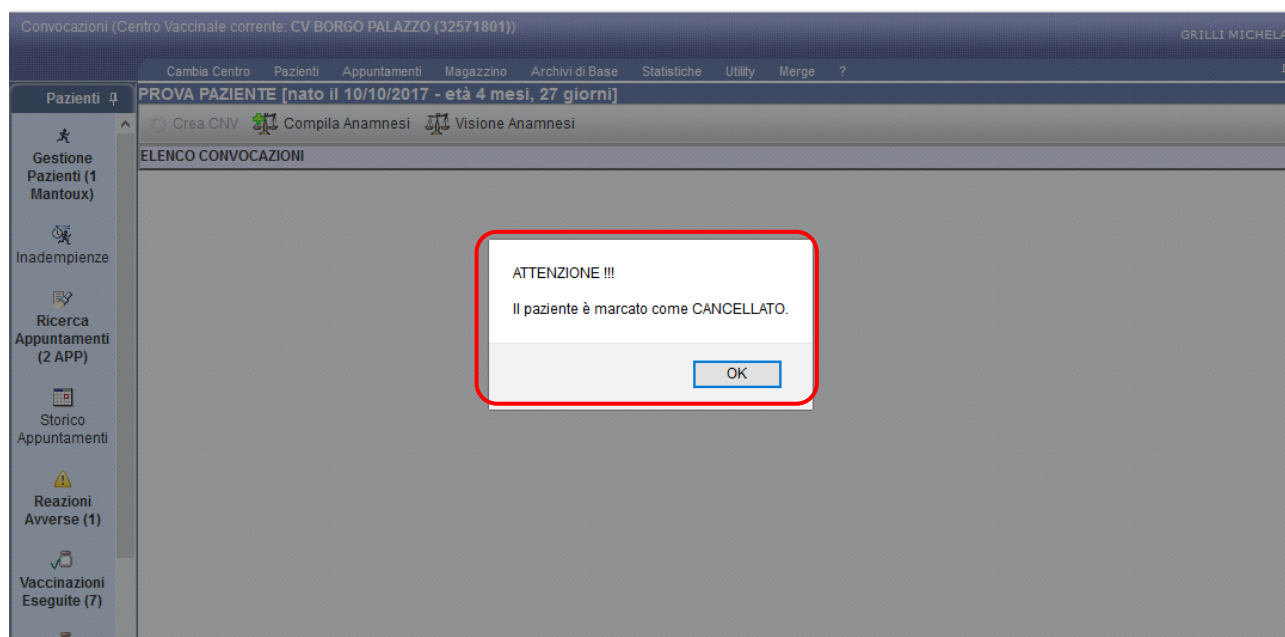 Convocazioni (Centro Vaccinale corrente: CV BORGO PALAZZO (32571801))
GRILLI MICHELA
Cambia Centro Pazienti Appuntamenti Magazzino Archivi di Base Statistiche Utility Merge ?
Pazienti
PROVA PAZIENTE [nato il 10/10/2017 - età 4 mesi, 27 giorni]
Crea CNV Compila Anamnesi Visione Anamnesi
ELENCO CONVOCAZIONI
Gestione
Pazienti (1
Mantoux)
Inadempienze
Ricerca
Appuntamenti
(2 APP)
Storico
Appuntamenti
Reazioni
Avverse (1)
Vaccinazioni
Eseguite (7)
ATTENZIONE !!!
Il paziente è marcato come CANCELLATO.
OK